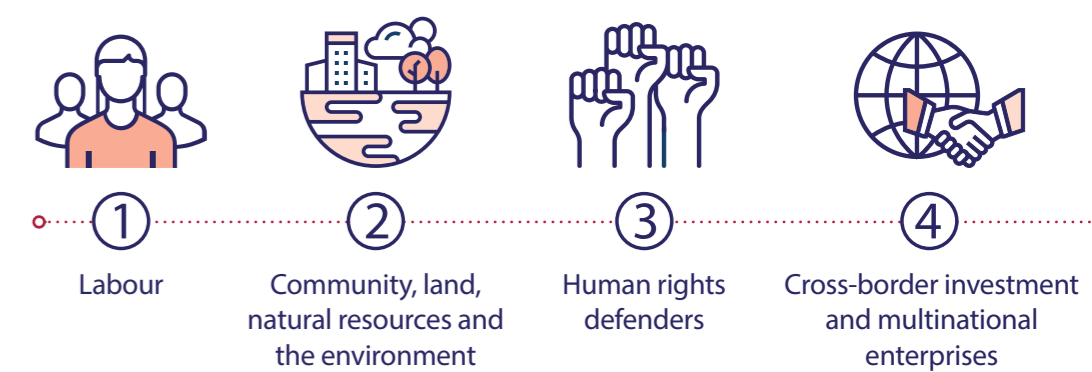 1
Labour
2
Community, land,
natural resources and
the environment
3
Human rights
defenders
4
Cross-border investment
and multinational
enterprises